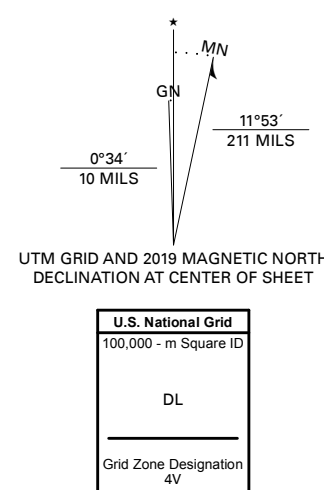 ★
MN
GN
11°53´
211 MILS
0°34´
10 MILS
UTM GRID AND 2019 MAGNETIC NORTH
DECLINATION AT CENTER OF SHEET
U.S. National Grid
100,000 - m Square ID
DL
Grid Zone Designation
4V